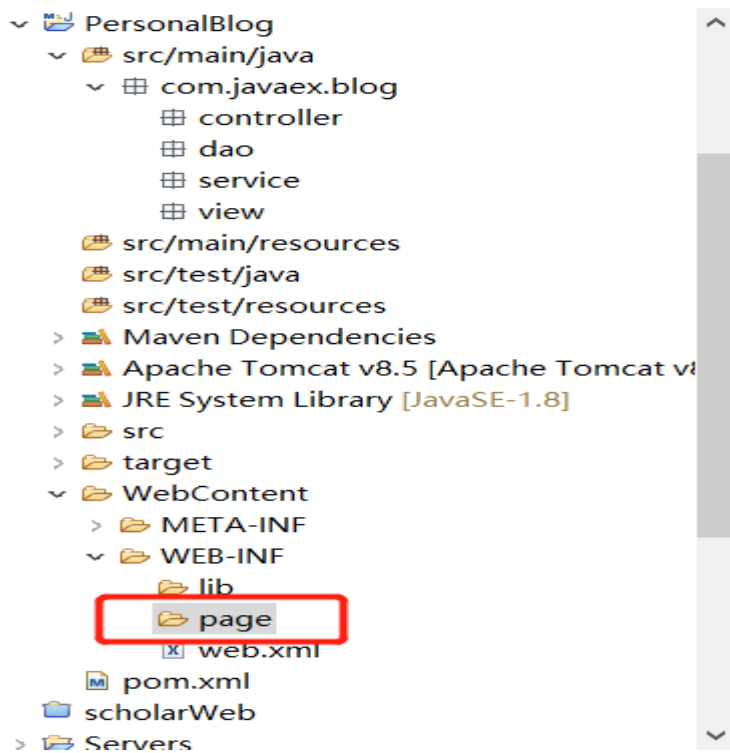 PersonalBlog
src/main/java
com.javaex.blog
controller
dao
service
view
src/main/resources
src/test/java
src/test/resources
Maven Dependencies
Apache Tomcat v8.5 [Apache Tomcat v
JRE System Library [JavaSE-1.8]
src
target
WebContent
META-INF
WEB-INF
lib
page
web.xml
pom.xml
scholarWeb
Servers